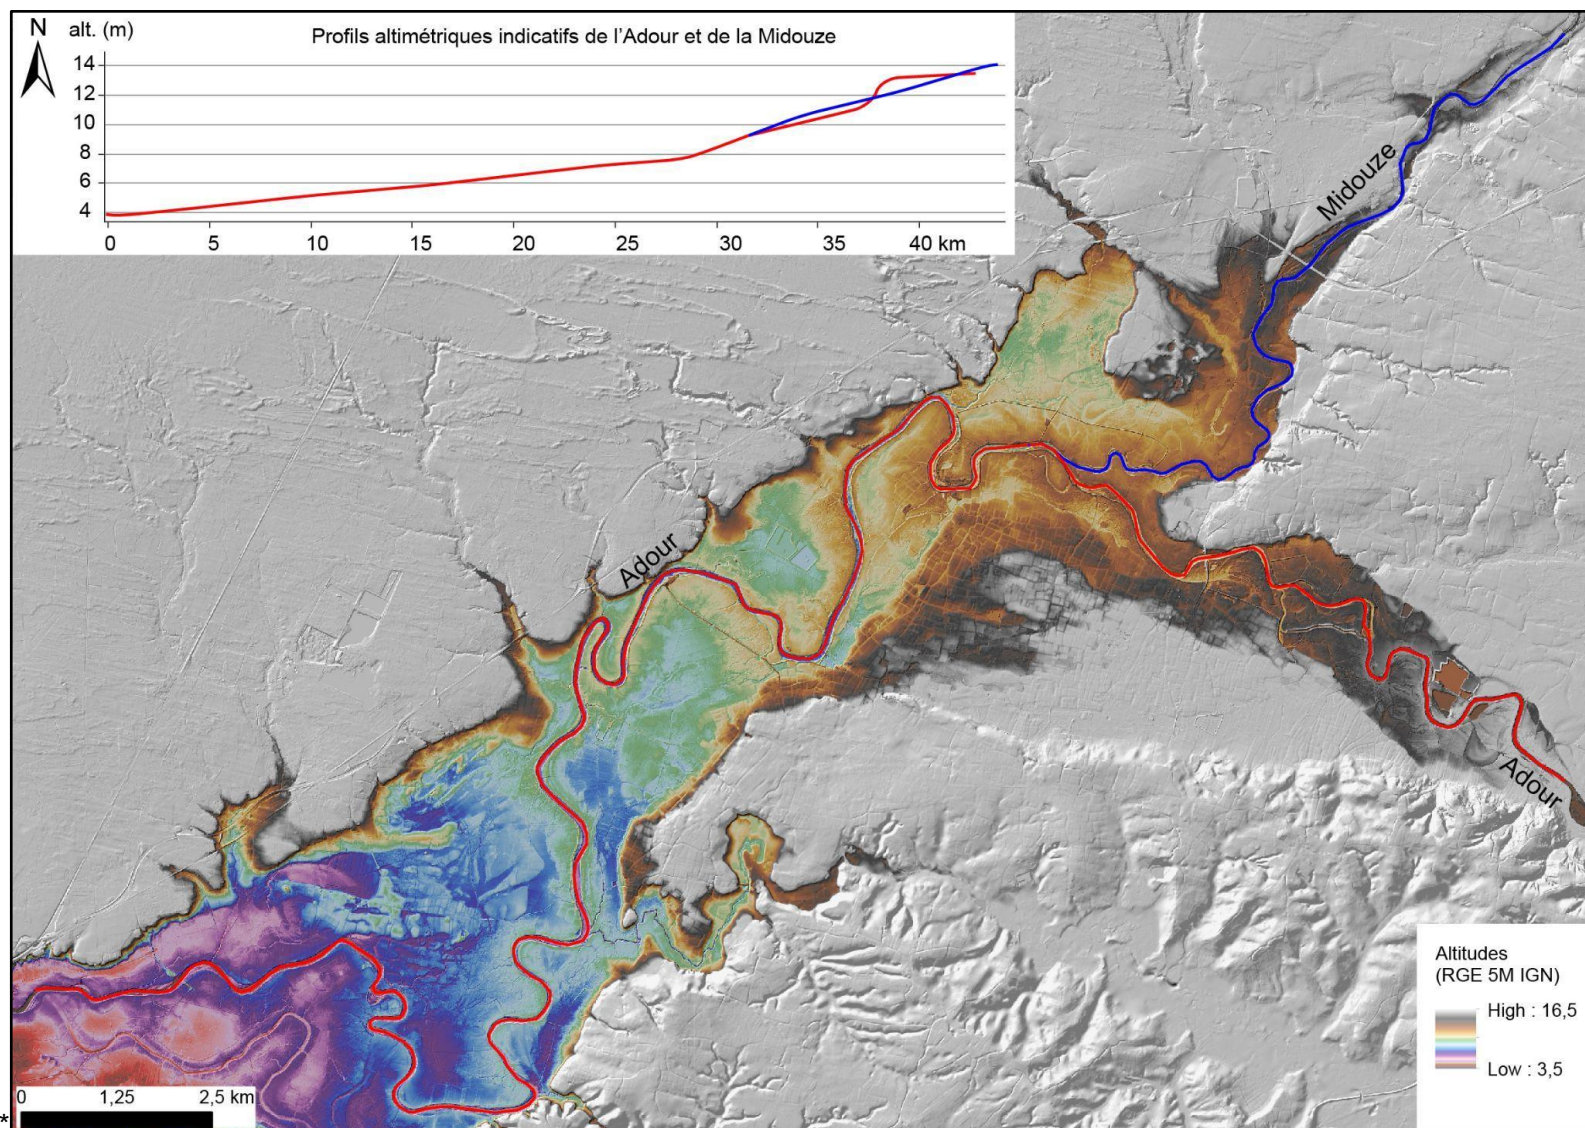 N
alt. (m)
Profils altimétriques indicatifs de l'Adour et de la Midouze
14
12
10
8
6
4
0 5 10 15 20 25 30 35 40 km
Midouze
Adour
Adour
Altitudes
(RGE 5M IGN)
High : 16,5
Low : 3,5
0 1,25 2,5 km
*